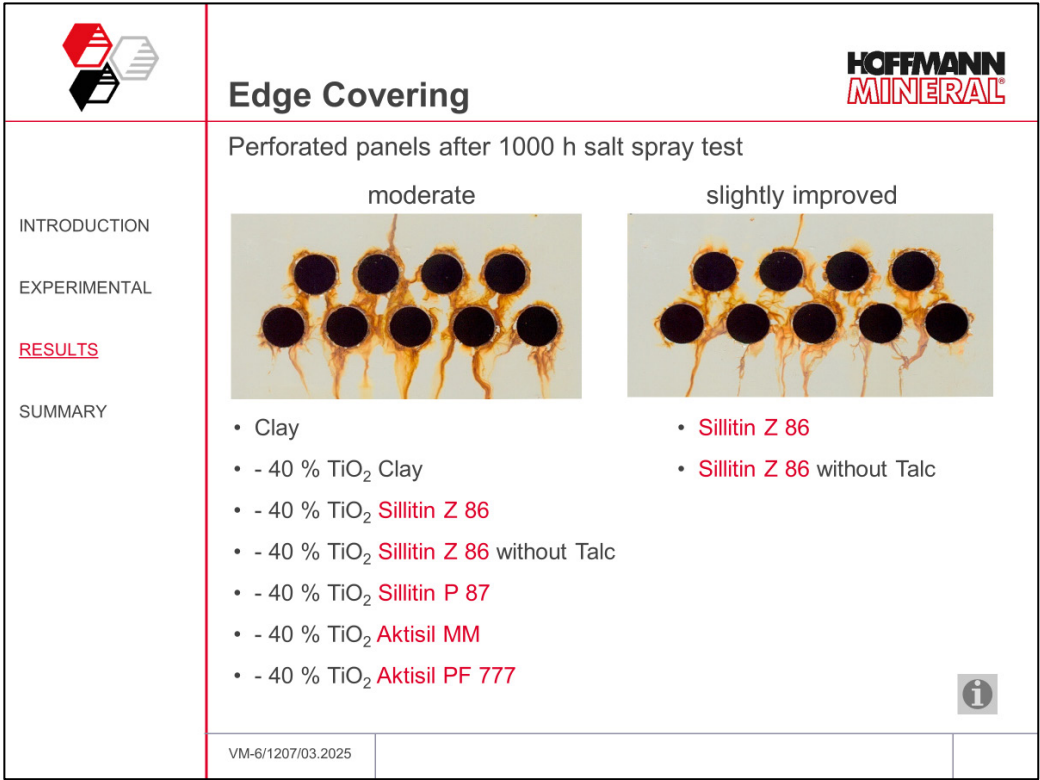 Edge Covering
HOFFMANN
MINERAL®
Perforated panels after 1000 h salt spray test
INTRODUCTION
EXPERIMENTAL
RESULTS
SUMMARY
moderate
• Clay
• - 40 % TiO₂ Clay
• - 40 % TiO₂ Sillitin Z 86
• - 40 % TiO₂ Sillitin Z 86 without Talc
• - 40 % TiO₂ Sillitin P 87
• - 40 % TiO₂ Aktisil MM
• - 40 % TiO₂ Aktisil PF 777
slightly improved
• Sillitin Z 86
• Sillitin Z 86 without Talc
i
VM-6/1207/03.2025